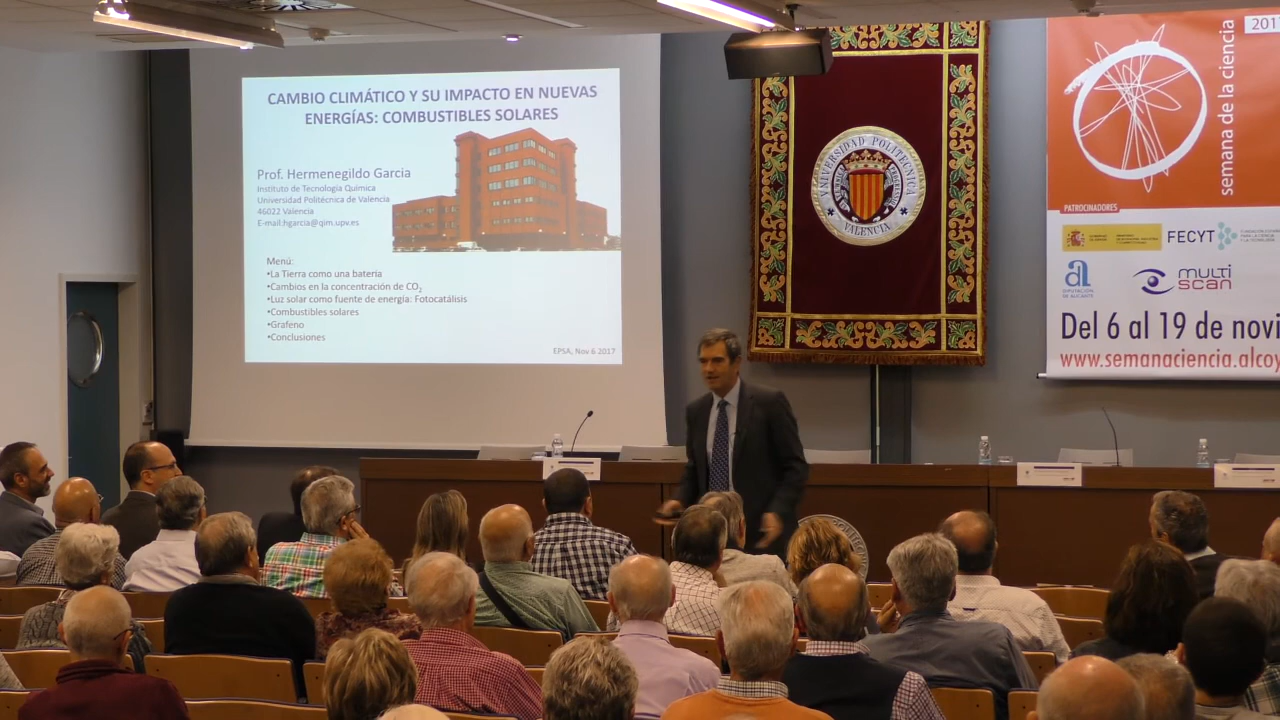 CAMBIO CLIMÁTICO Y SU IMPACTO EN NUEVAS
ENERGÍAS: COMBUSTIBLES SOLARES
Prof. Hermenegildo Garcia
Instituto de Tecnología Química
Universidad Politécnica de Valencia
46022 Valencia
E-mail:hgarcia@qim.upv.es
Menú:
•La Tierra como una bateria
•Cambios en la concentración de CO₂
•Luz solar como fuente de energía: Fotocatálisis
•Combustibles solares
•Grafeno
•Conclusiones
EPSA, Nov 6 2017
UNIVERSIDAD POLITECNICA
VALENCIA
201
semana de la ciencia
PATROCINADORES
FECYT
DIPUTACIÓN
DE ALICANTE
MULTI
SCAN
Del 6 al 19 de novi
www.semanaciencia.alcoy